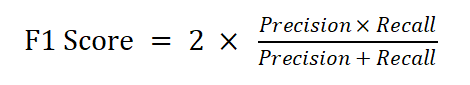 F1 Score = 2 × Precision × Recall / Precision + Recall